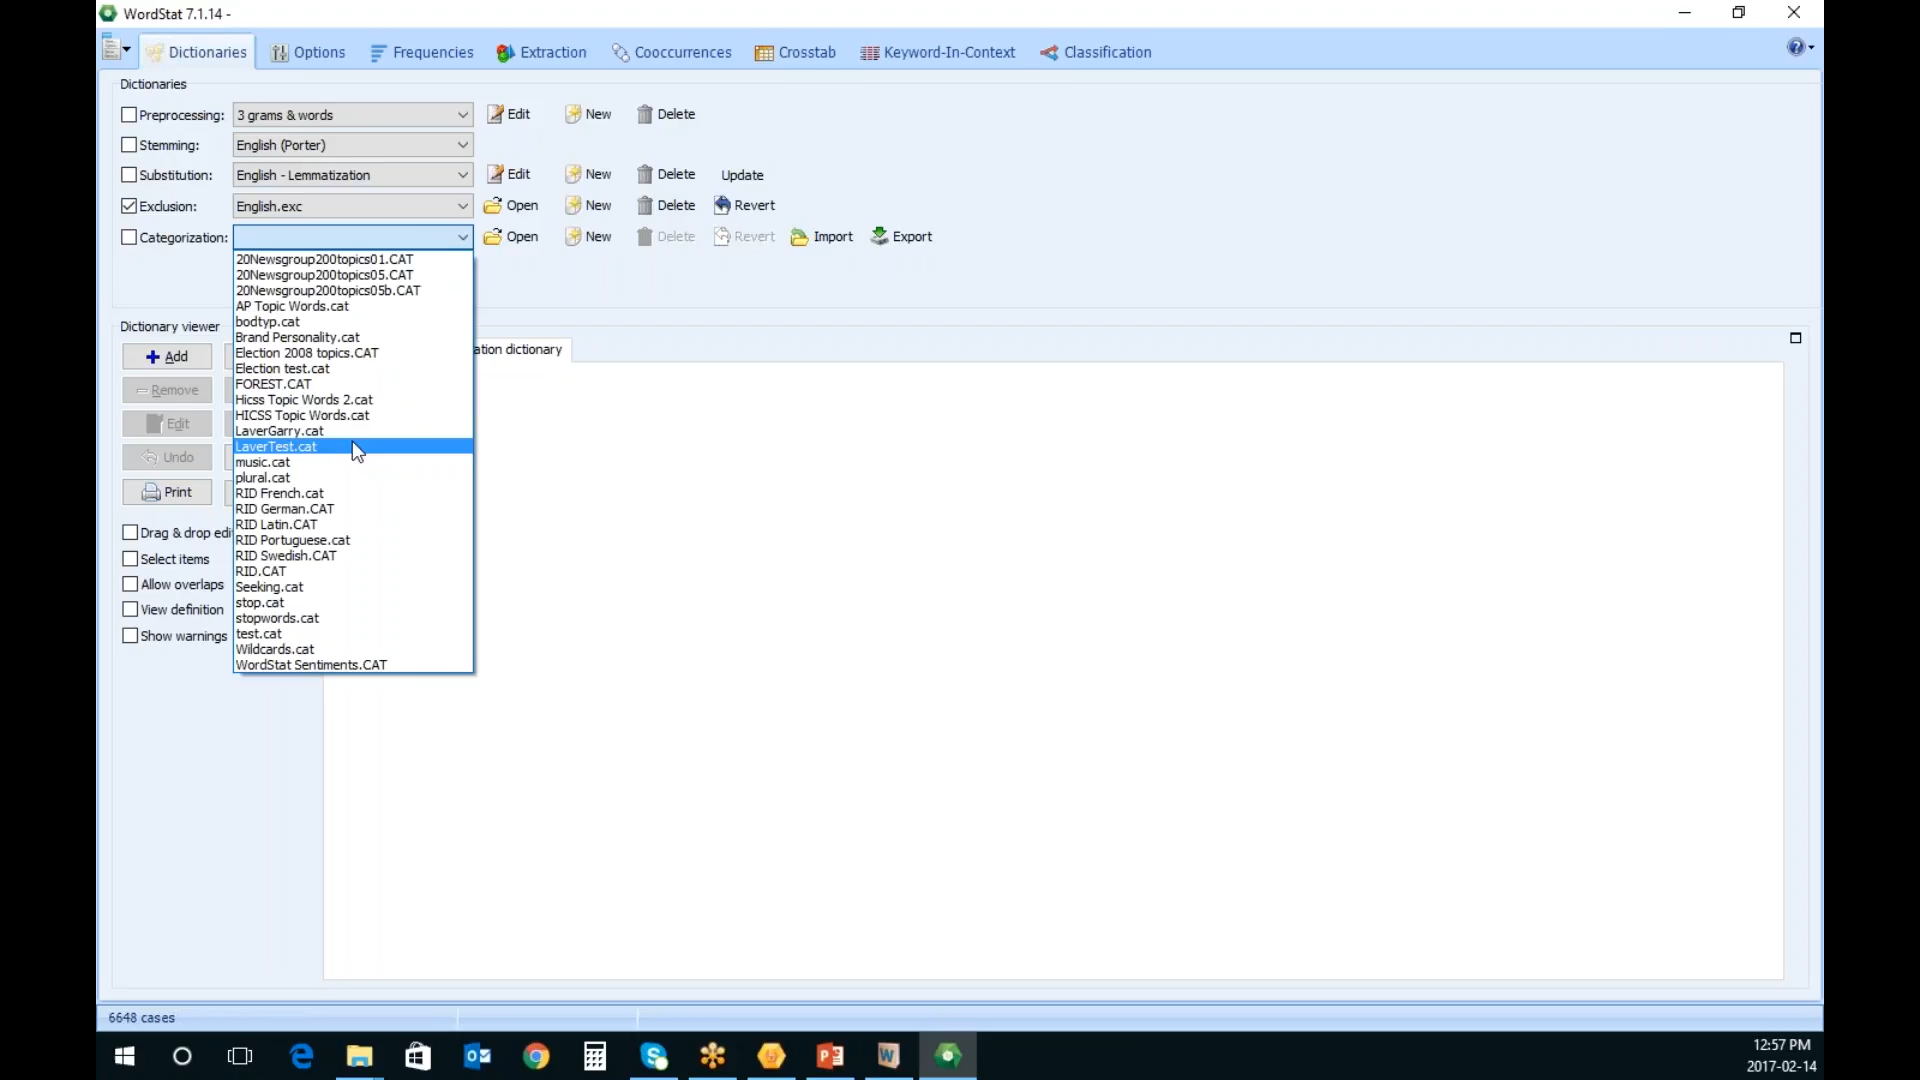 WordStat 7.1.14 -
Dictionaries Options Frequencies Extraction Cooccurrences Crosstab Keyword-In-Context Classification
Dictionaries
Preprocessing: 3 grams & words Edit New Delete
Stemming: English (Porter)
Substitution: English - Lemmatization Edit New Delete Update
Exclusion: English.exc Open New Delete Revert
Categorization: Open New Delete Revert Import Export
20Newsgroup200topics01.CAT
20Newsgroup200topics05.CAT
20Newsgroup200topics05b.CAT
AP Topic Words.cat
bodtyp.cat
Brand Personality.cat
Election 2008 topics.CAT
Election test.cat
FOREST.CAT
Hicss Topic Words 2.cat
HICSS Topic Words.cat
LaverGarry.cat
LaverTest.cat
music.cat
plural.cat
RID French.cat
RID German.CAT
RID Latin.CAT
RID Portuguese.cat
RID Swedish.CAT
RID.CAT
Seeking.cat
stop.cat
stopwords.cat
test.cat
Wildcards.cat
WordStat Sentiments.CAT
Dictionary viewer
ation dictionary
Add
Remove
Edit
Undo
Print
Drag & drop edi
Select items
Allow overlaps
View definition
Show warnings
6648 cases
12:57 PM
2017-02-14